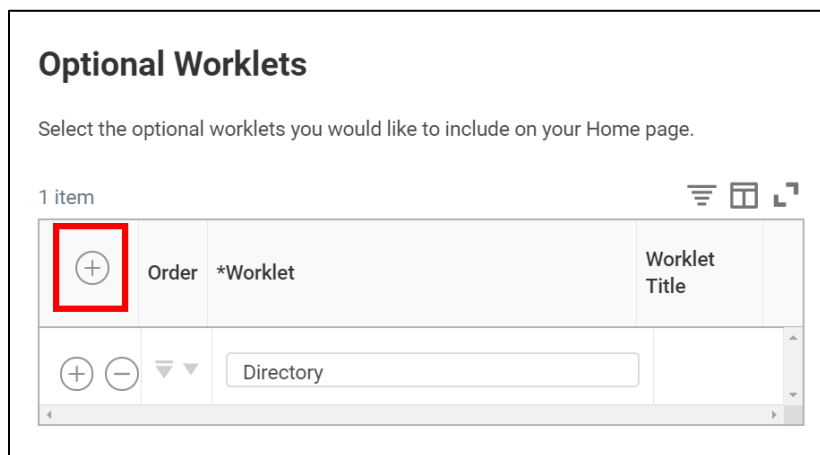 Optional Worklets
Select the optional worklets you would like to include on your Home page.
1 item
Order *Worklet Worklet
Title
Directory